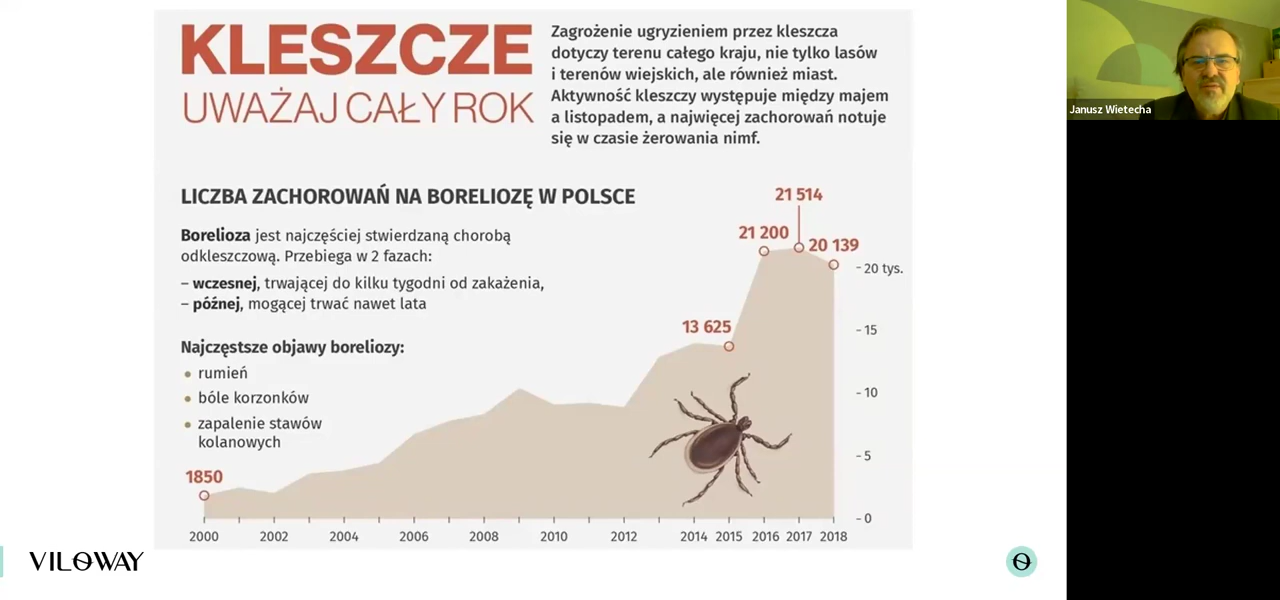 KLESZCZE
UWAŻAJ CAŁY ROK
Zagrożenie ugryzieniem przez kleszcza
dotyczy terenu całego kraju, nie tylko lasów
i terenów wiejskich, ale również miast.
Aktywność kleszczy występuje między majem
a listopadem, a najwięcej zachorowań notuje
się w czasie żerowania nimf.
LICZBA ZACHOROWAŃ NA BORELIOZĘ W POLSCE
Borelioza jest najczęściej stwierdzaną chorobą
odkleszczową. Przebiega w 2 fazach:
– wczesnej, trwającej do kilku tygodni od zakażenia,
– późnej, mogącej trwać nawet lata
Najczęstsze objawy boreliozy:
rumień
bóle korzonków
zapalenie stawów
kolanowych
1850
13 625
21 200
21 514
20 139
20 tys.
15
10
5
0
2000 2002 2004 2006 2008 2010 2012 2014 2015 2016 2017 2018
VILOWAY
Janusz Wietecha